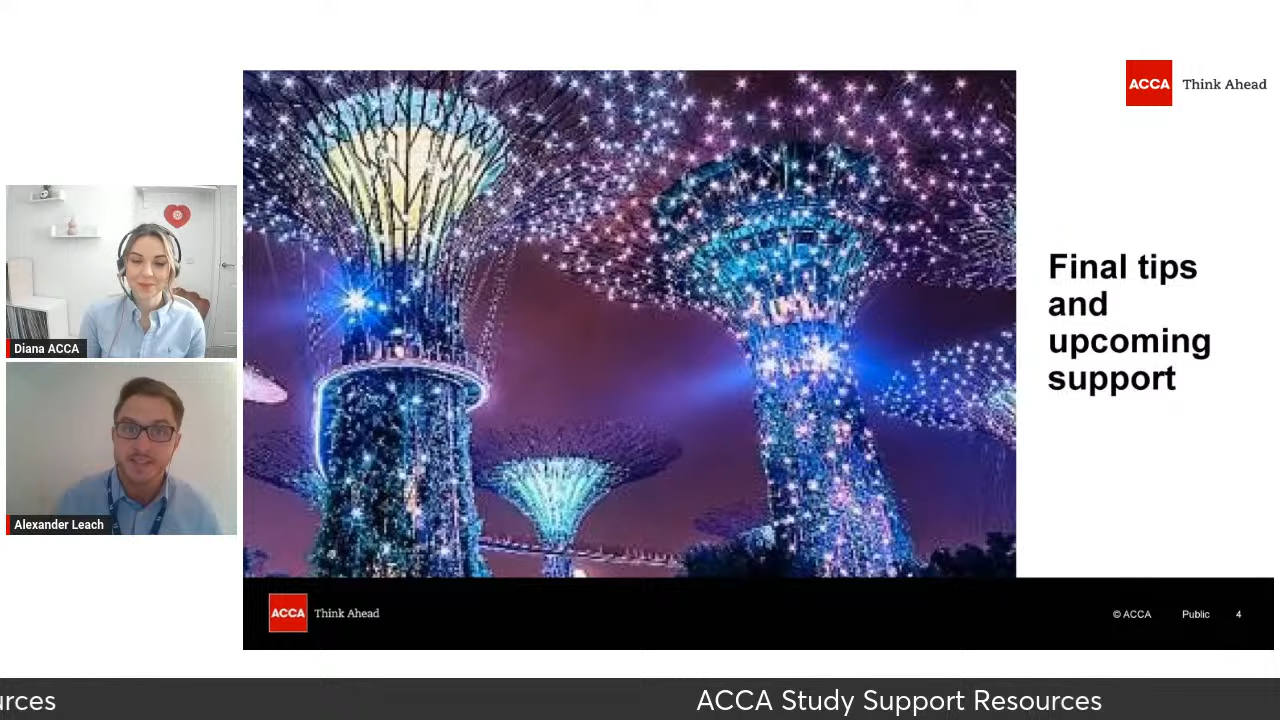 ACCA Think Ahead
Diana ACCA
Alexander Leach
Final tips
and
upcoming
support
ACCA Think Ahead
© ACCA Public 4
urces ACCA Study Support Resources